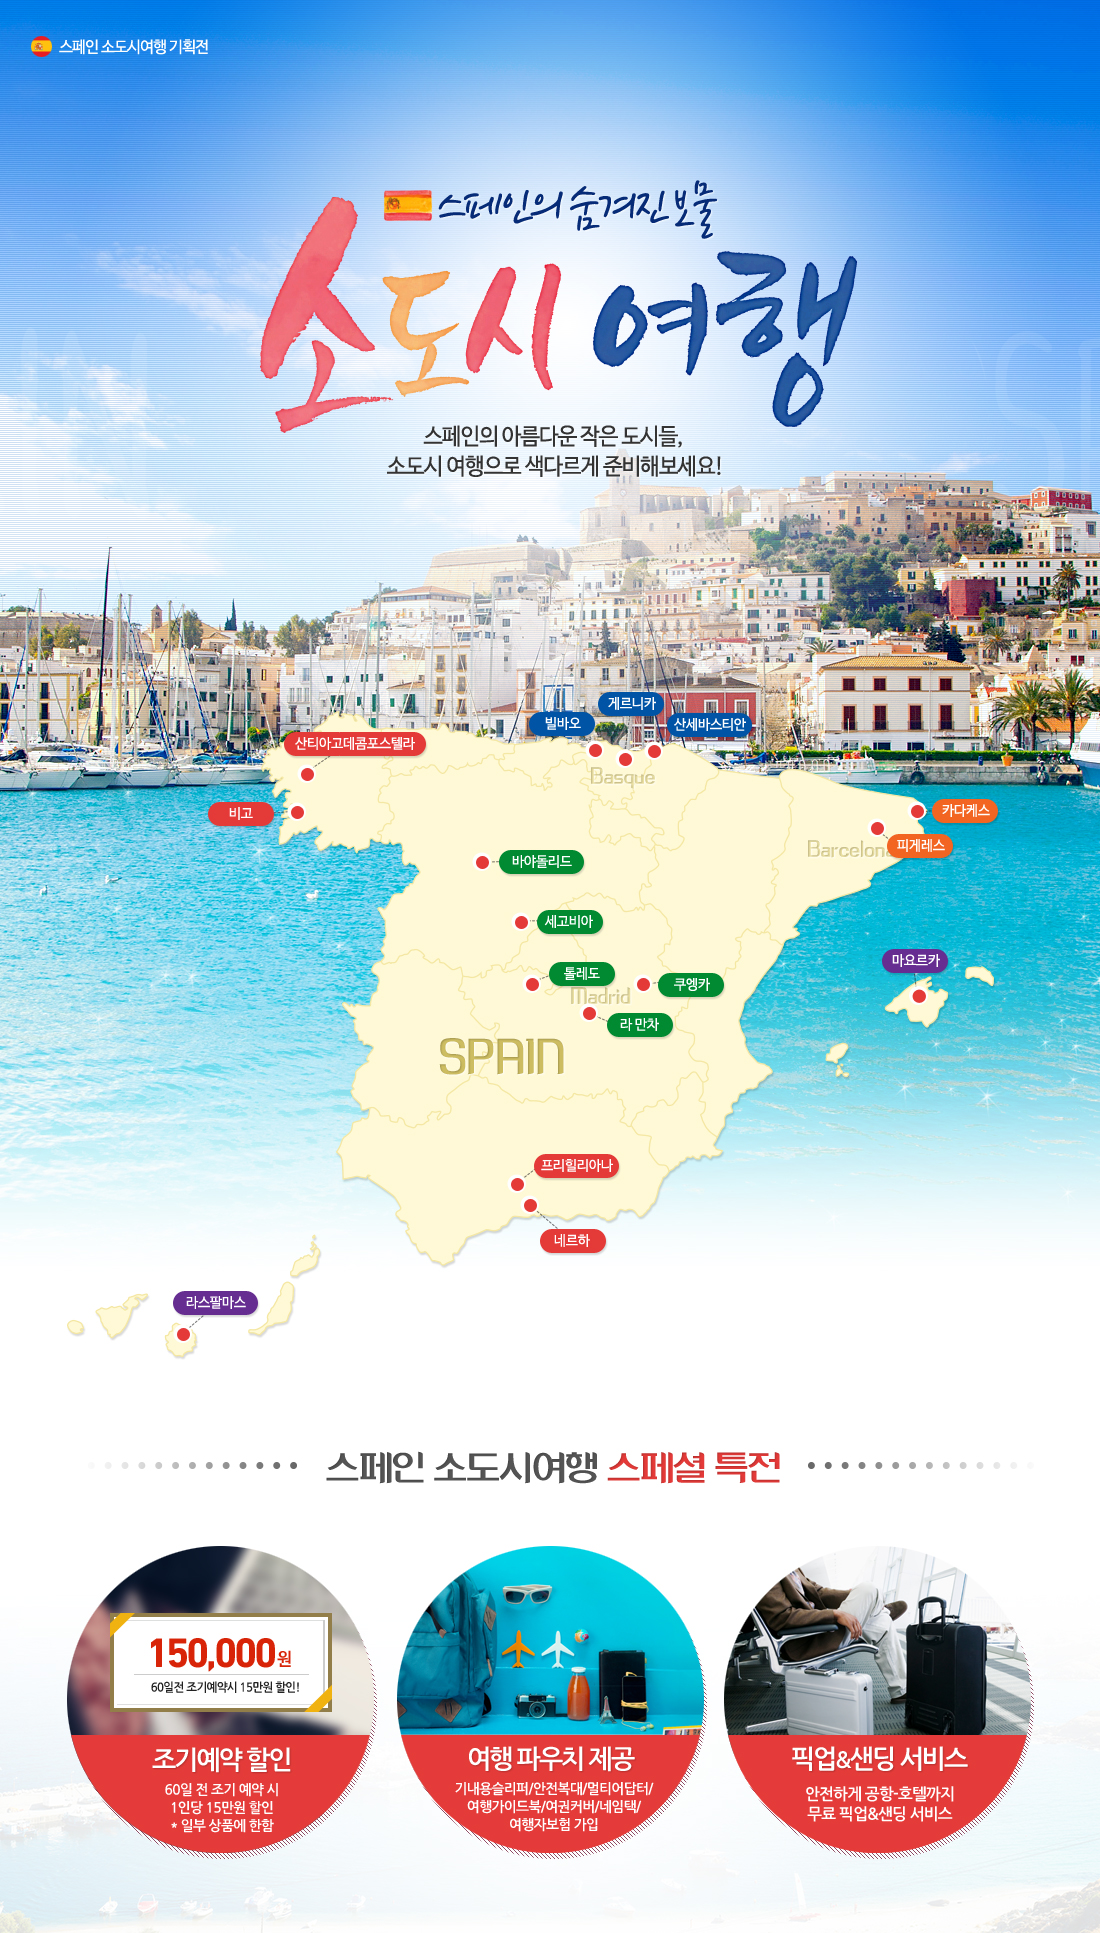 스페인 소도시여행 기획전
스페인의 숨겨진 보물
소도시 여행
스페인의 아름다운 작은 도시들,
소도시 여행으로 색다르게 준비해보세요!
게르니카
빌바오
산세바스티안
산티아고데콤포스텔라
Basque
비고
카다케스
피게레스
Barcelona
바야돌리드
세고비아
마요르카
톨레도
쿠엥카
Madrid
라 만차
SPAIN
프리힐리아나
네르하
라스팔마스
스페인 소도시여행 스페셜 특전
150,000원
60일전 조기예약시 15만원 할인!
조기예약 할인
60일 전 조기 예약 시
1인당 15만원 할인
* 일부 상품에 한함
여행 파우치 제공
기내용슬리퍼/안전복대/멀티어답터/
여행가이드북/여권커버/네임택/
여행자보험 가입
픽업&샌딩 서비스
안전하게 공항-호텔까지
무료 픽업&샌딩 서비스